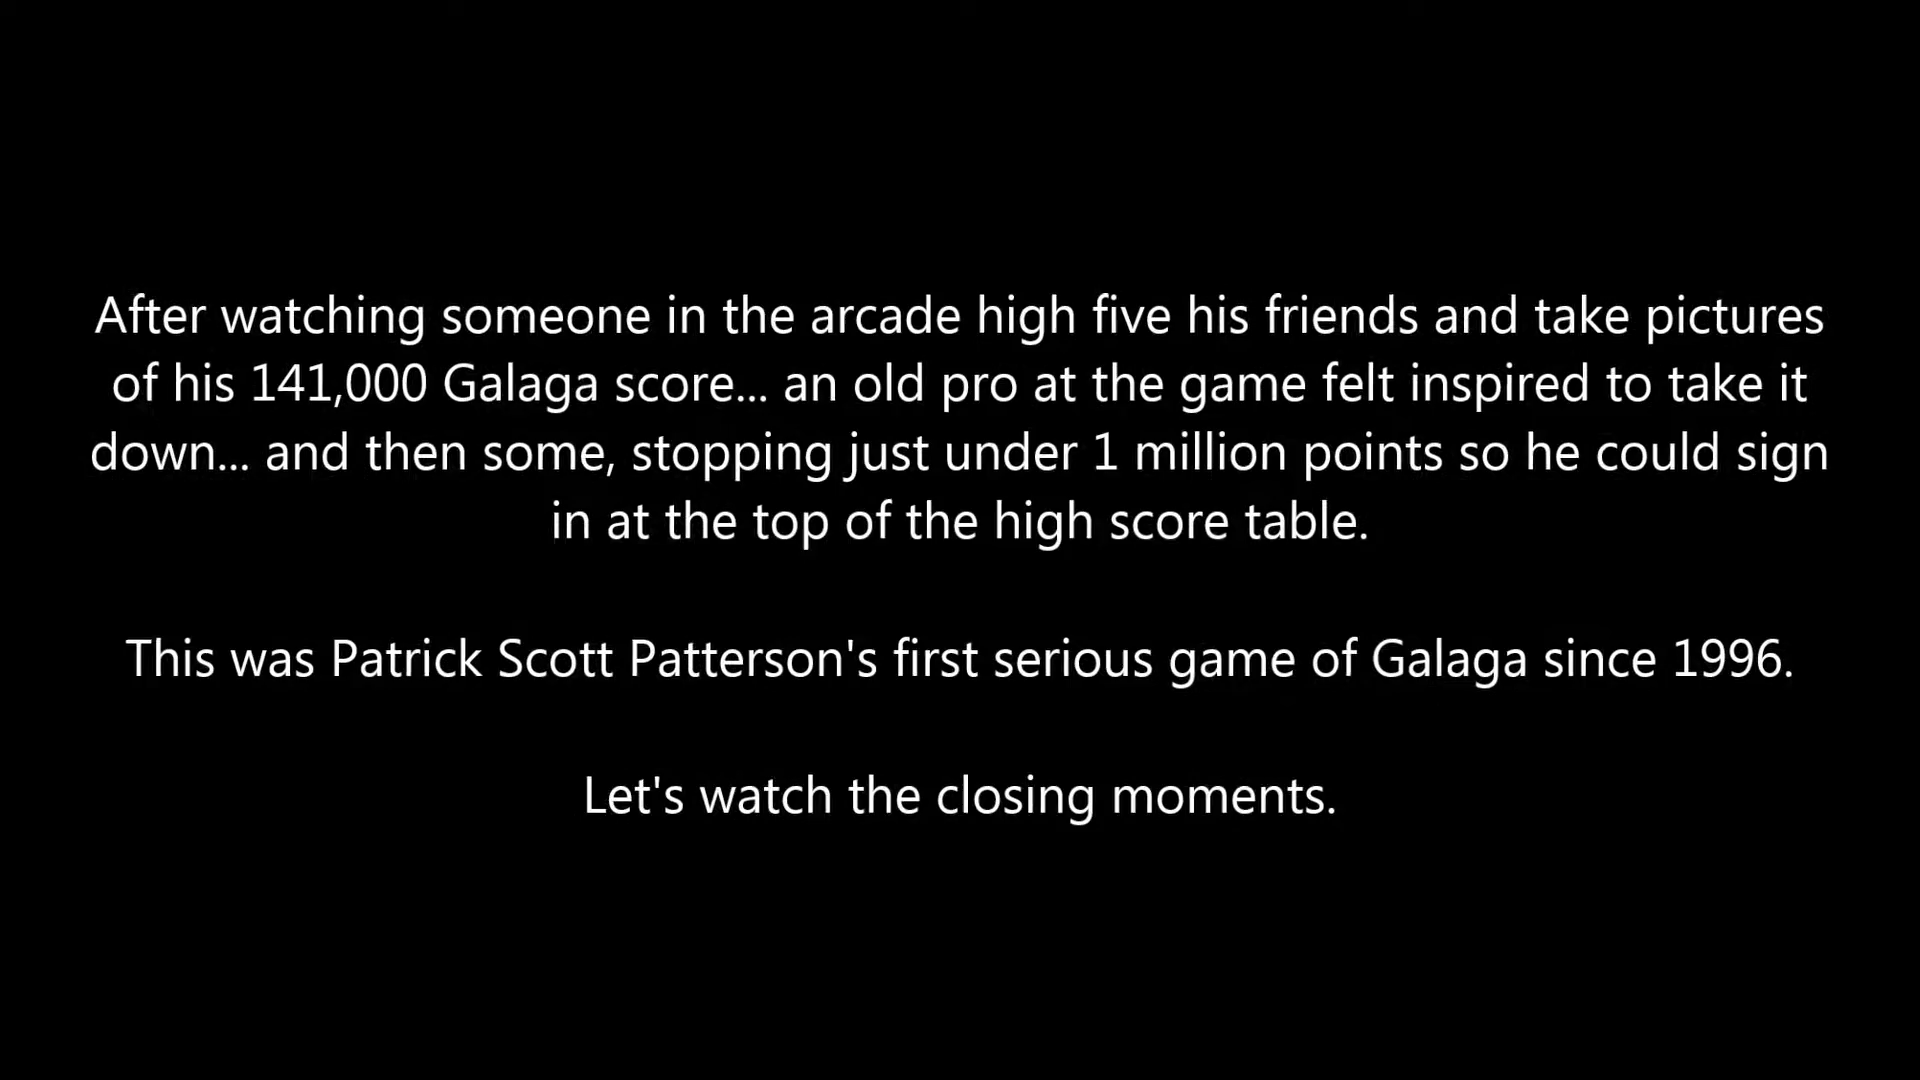 After watching someone in the arcade high five his friends and take pictures
of his 141,000 Galaga score... an old pro at the game felt inspired to take it
down... and then some, stopping just under 1 million points so he could sign
in at the top of the high score table.
This was Patrick Scott Patterson's first serious game of Galaga since 1996.
Let's watch the closing moments.